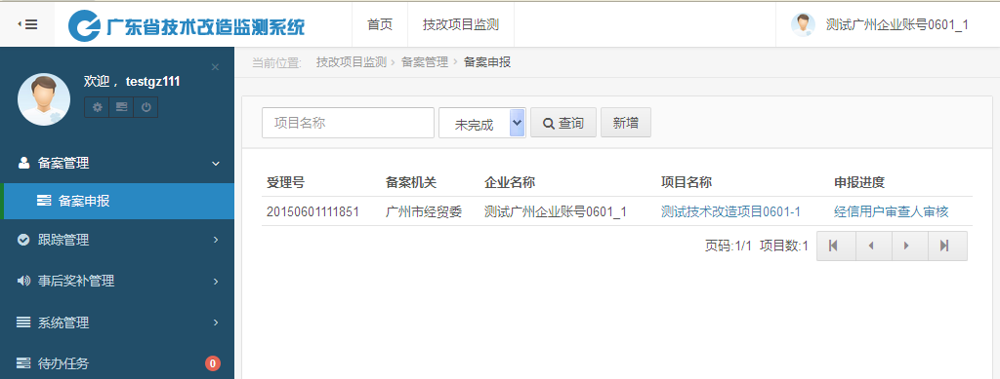 广东省技术改造监测系统 首页 技改项目监测 测试广州企业账号0601_1
欢迎， testgz111
备案管理
备案申报
跟踪管理
事后奖补管理
系统管理
待办任务 0
当前位置: 技改项目监测 › 备案管理 › 备案申报
项目名称 未完成 查询 新增
受理号 备案机关 企业名称 项目名称 申报进度
20150601111851 广州市经贸委 测试广州企业账号0601_1 测试技术改造项目0601-1 经信用户审查人审核
页码:1/1 项目数:1